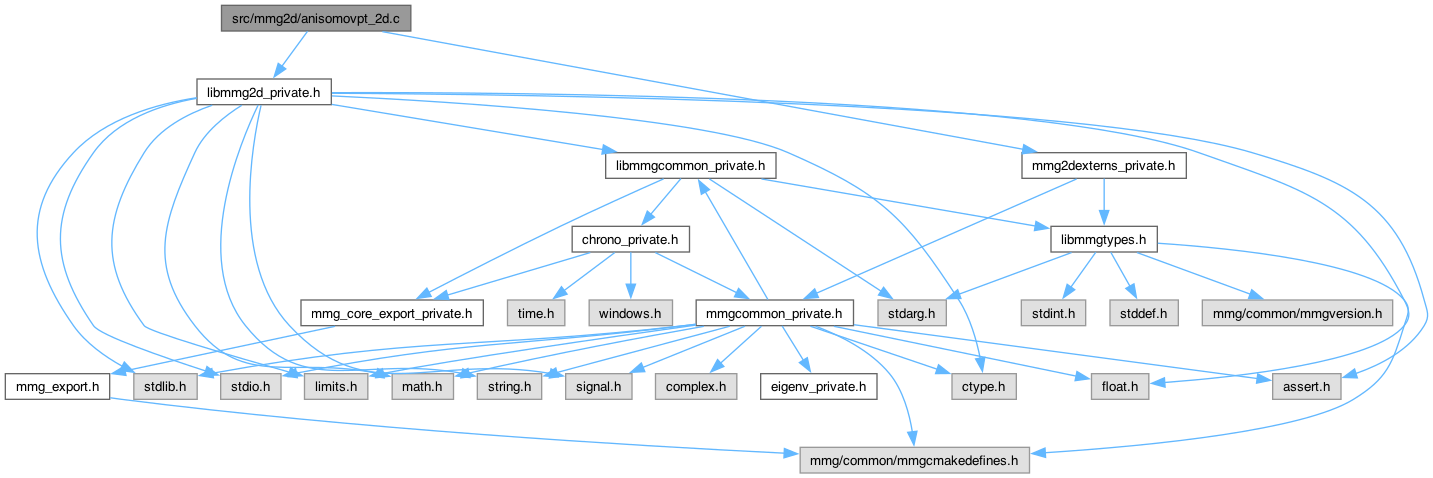 src/mmg2d/anisomovpt_2d.c
libmmg2d_private.h
libmmgcommon_private.h
mmg2dexterns_private.h
chrono_private.h
libmmgtypes.h
mmg_core_export_private.h
time.h
windows.h
mmgcommon_private.h
stdarg.h
stdint.h
stddef.h
mmg/common/mmgversion.h
mmg_export.h
stdlib.h
stdio.h
limits.h
math.h
string.h
signal.h
complex.h
eigenv_private.h
ctype.h
float.h
assert.h
mmg/common/mmgcmakedefines.h